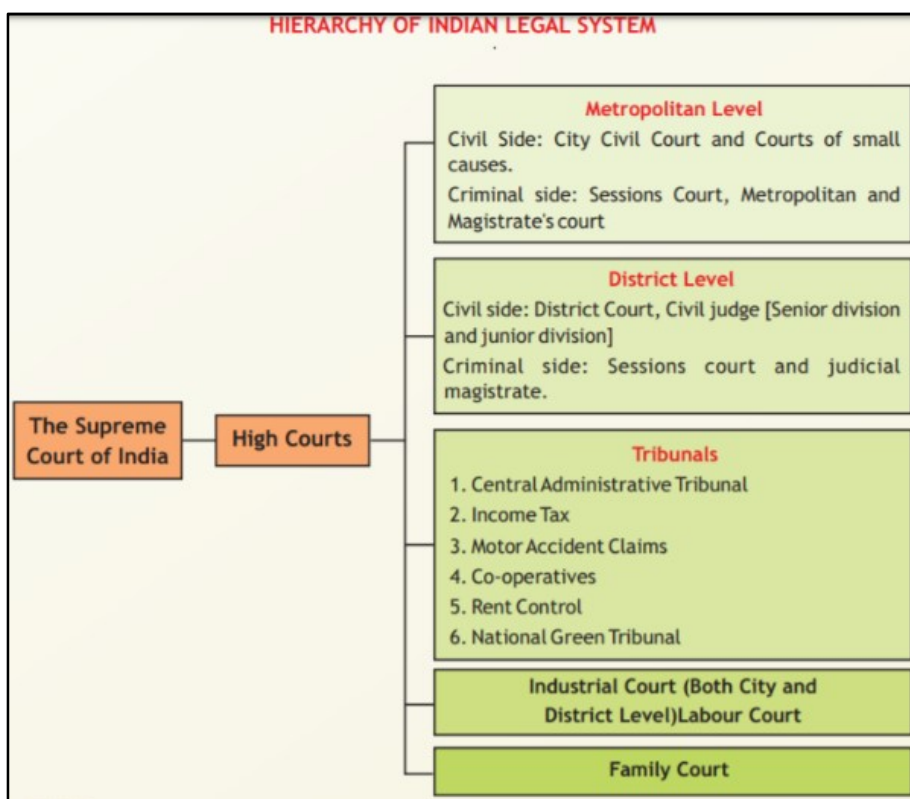 HIERARCHY OF INDIAN LEGAL SYSTEM
The Supreme
Court of India
High Courts
Metropolitan Level
Civil Side: City Civil Court and Courts of small
causes.
Criminal side: Sessions Court, Metropolitan and
Magistrate's court
District Level
Civil side: District Court, Civil judge [Senior division
and junior division]
Criminal side: Sessions court and judicial
magistrate.
Tribunals
1. Central Administrative Tribunal
2. Income Tax
3. Motor Accident Claims
4. Co-operatives
5. Rent Control
6. National Green Tribunal
Industrial Court (Both City and
District Level)Labour Court
Family Court